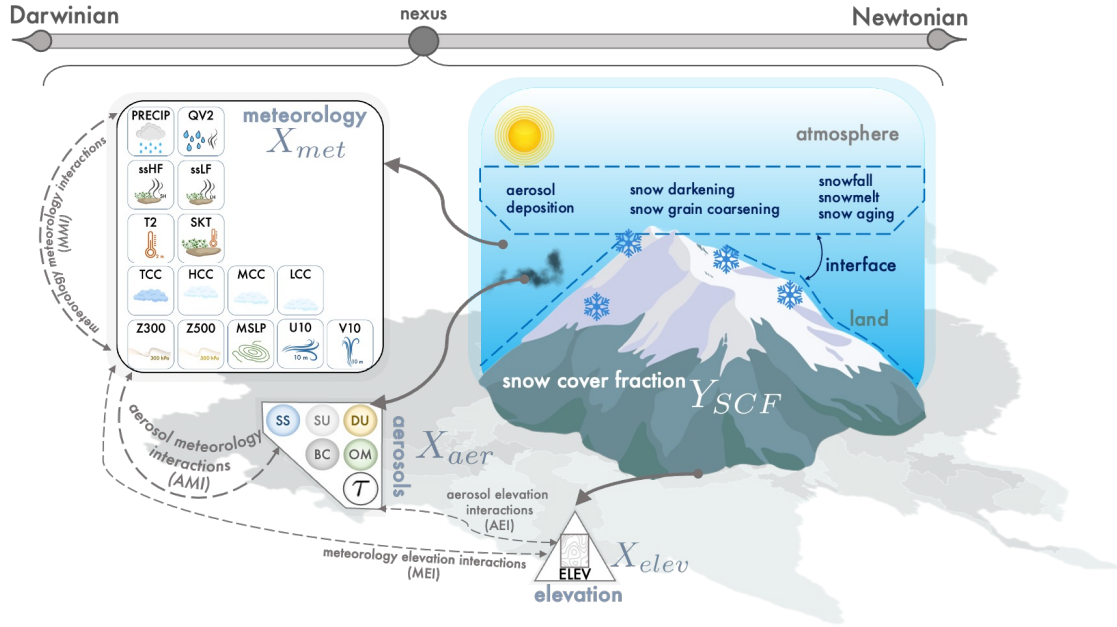 Darwinian
nexus
Newtonian
meteorology
X_met
PRECIP
QV2
ssHF
SH
ssLF
LH
T2
2 m
SKT
TCC
HCC
MCC
LCC
Z300
300 hPa
Z500
500 hPa
MSLP
U10
10 m
V10
10 m
meteorology meteorology interactions
(MMI)
atmosphere
aerosol
deposition
snow darkening
snow grain coarsening
snowfall
snowmelt
snow aging
interface
land
snow cover fraction Y_SCF
aerosol meteorology
interactions
(AMI)
SS
SU
DU
BC
OM
τ
aerosols
X_aer
aerosol elevation
interactions
(AEI)
meteorology elevation interactions
(MEI)
ELEV
X_elev
elevation